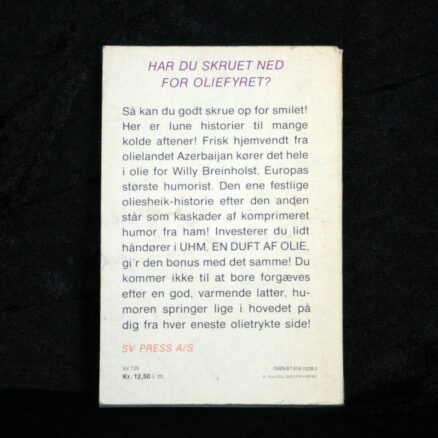 HAR DU SKRUET NED
FOR OLIEFYRET?
Så kan du godt skrue op for smilet!
Her er lune historier til mange
kolde aftener! Frisk hjemvendt fra
olielandet Azerbaijan kører det hele
i olie for Willy Breinholst, Europas
største humorist. Den ene festlige
oliesheik-historie efter den anden
står som kaskader af komprimeret
humor fra ham! Investerer du lidt
håndører i UHM, EN DUFT AF OLIE,
gi'r den bonus med det samme! Du
kommer ikke til at bore forgæves
efter en god, varmende latter, hu-
moren springer lige i hovedet på
dig fra hver eneste olietrykte side!
SV PRESS A/S
Kr. 12,50 i. m.